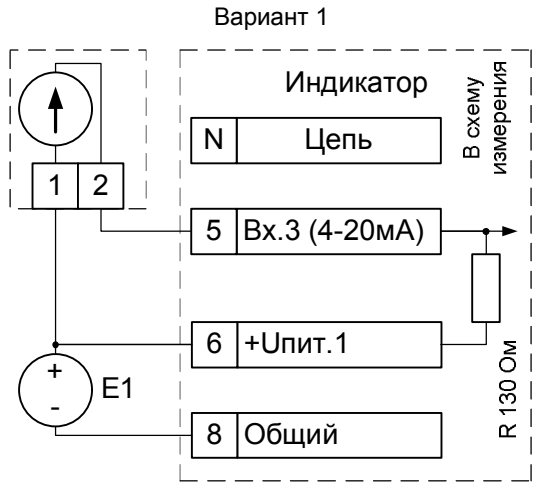 Вариант 1
Индикатор
В схему
измерения
N Цепь
1 2
5 Вх.3 (4-20мА)
6 +Uпит.1
+
-
E1
R 130 Ом
8 Общий